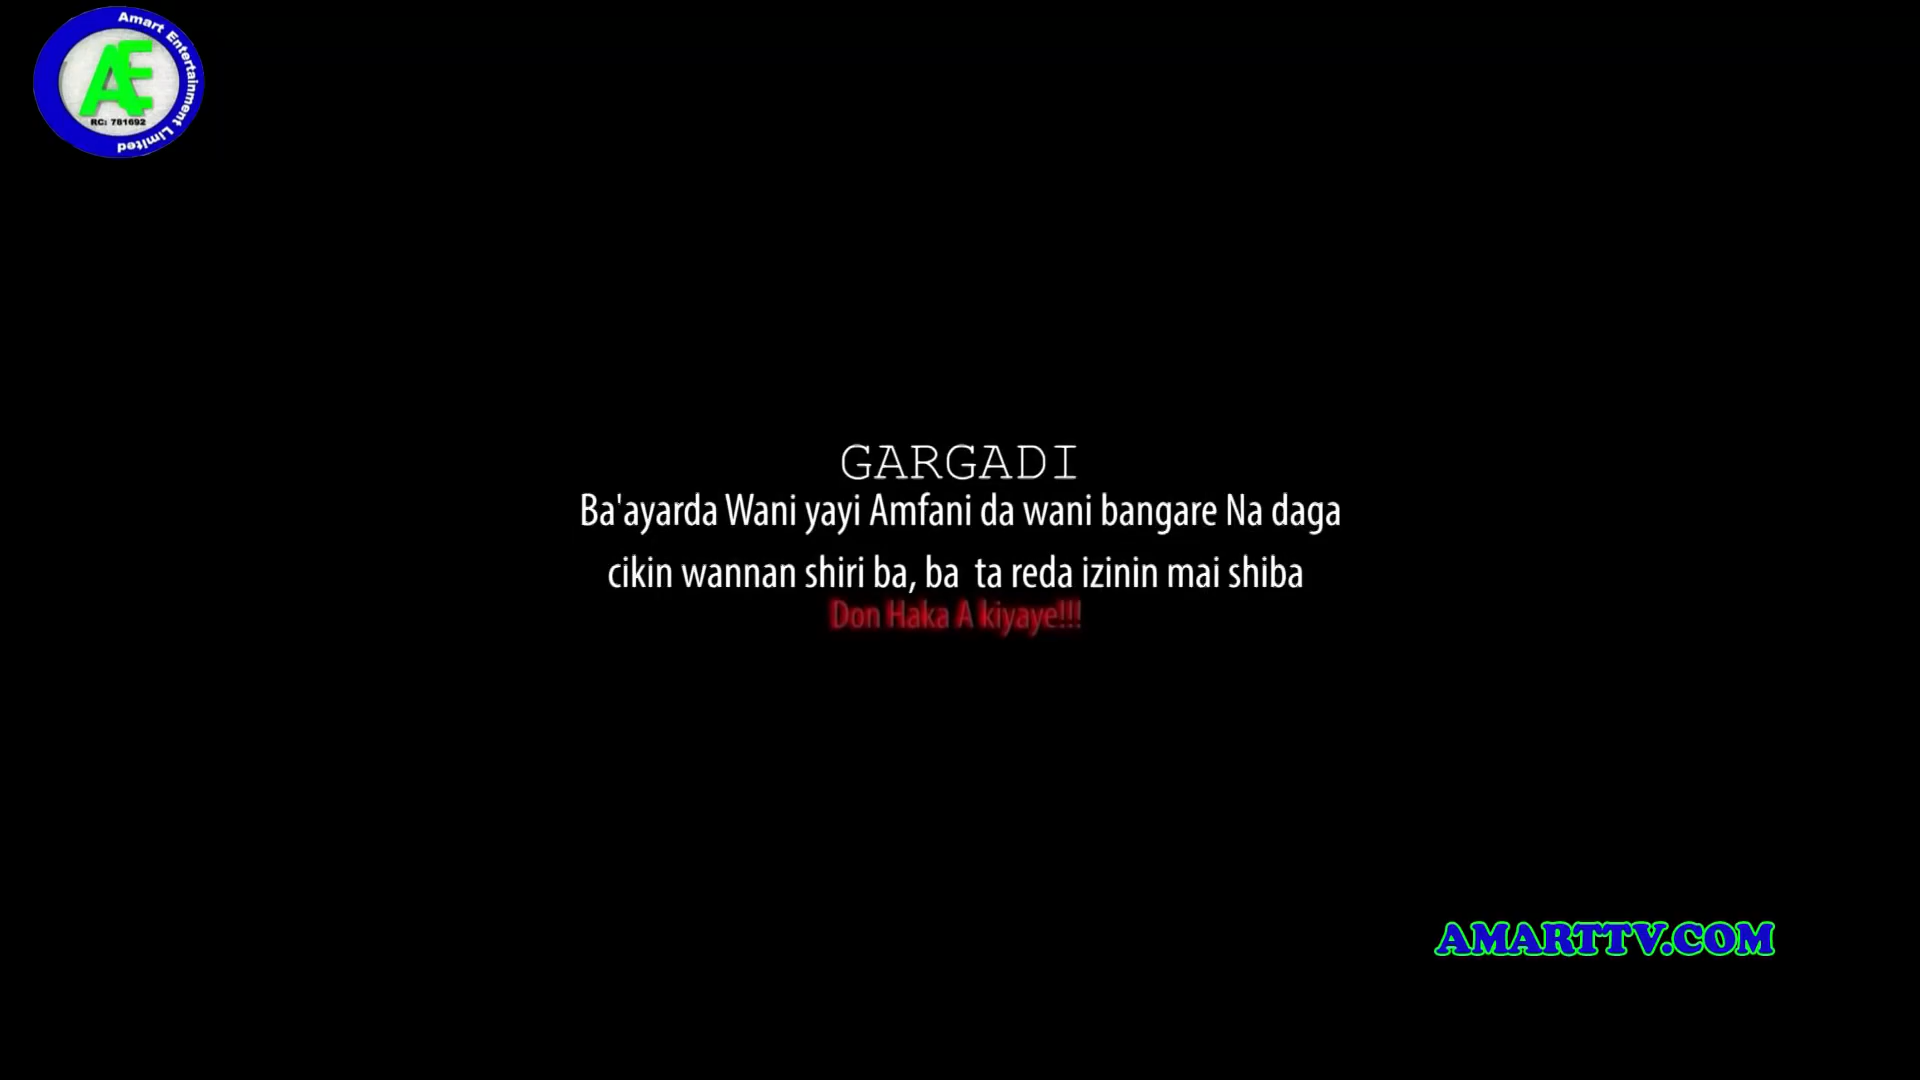 Amart Entertainment Limited
AE
RC: 781692
GARGADI
Ba'ayarda Wani yayi Amfani da wani bangare Na daga
cikin wannan shiri ba, ba ta reda izinin mai shiba
Don Haka A kiyaye!!!
AMARTTV.COM